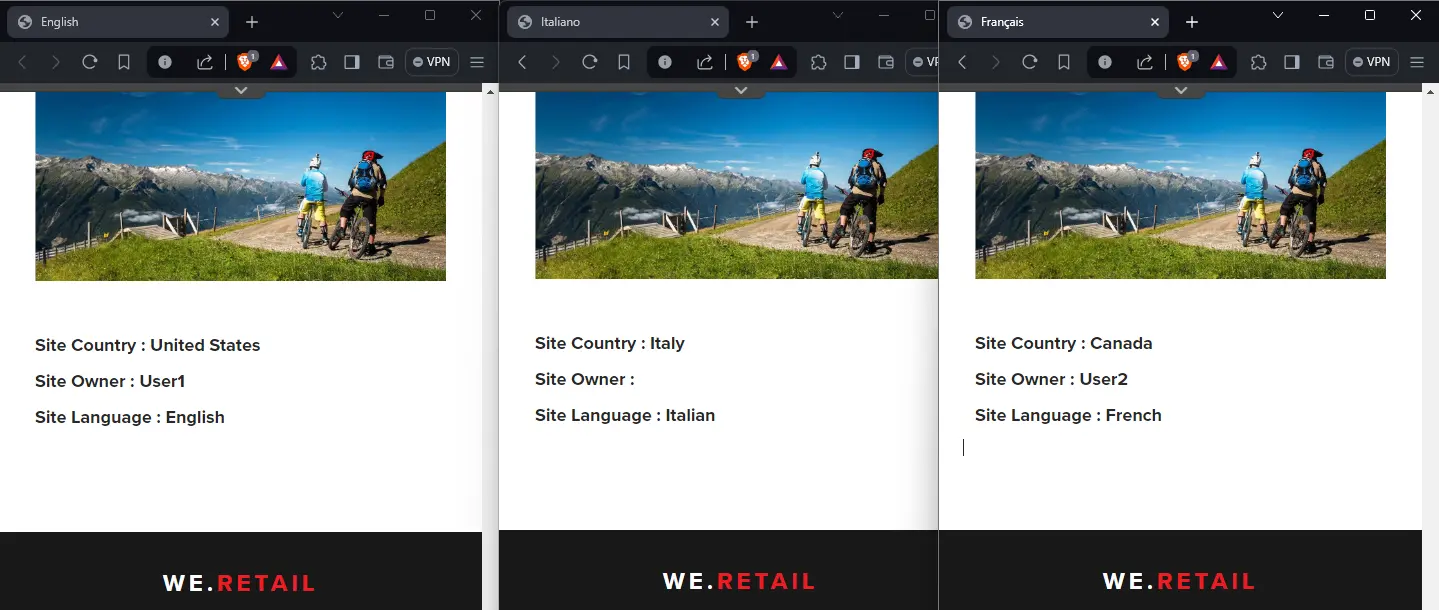 English
VPN
Site Country : United States
Site Owner : User1
Site Language : English
WE.RETAIL
Italiano
Site Country : Italy
Site Owner :
Site Language : Italian
WE.RETAIL
Français
VPN
Site Country : Canada
Site Owner : User2
Site Language : French
WE.RETAIL